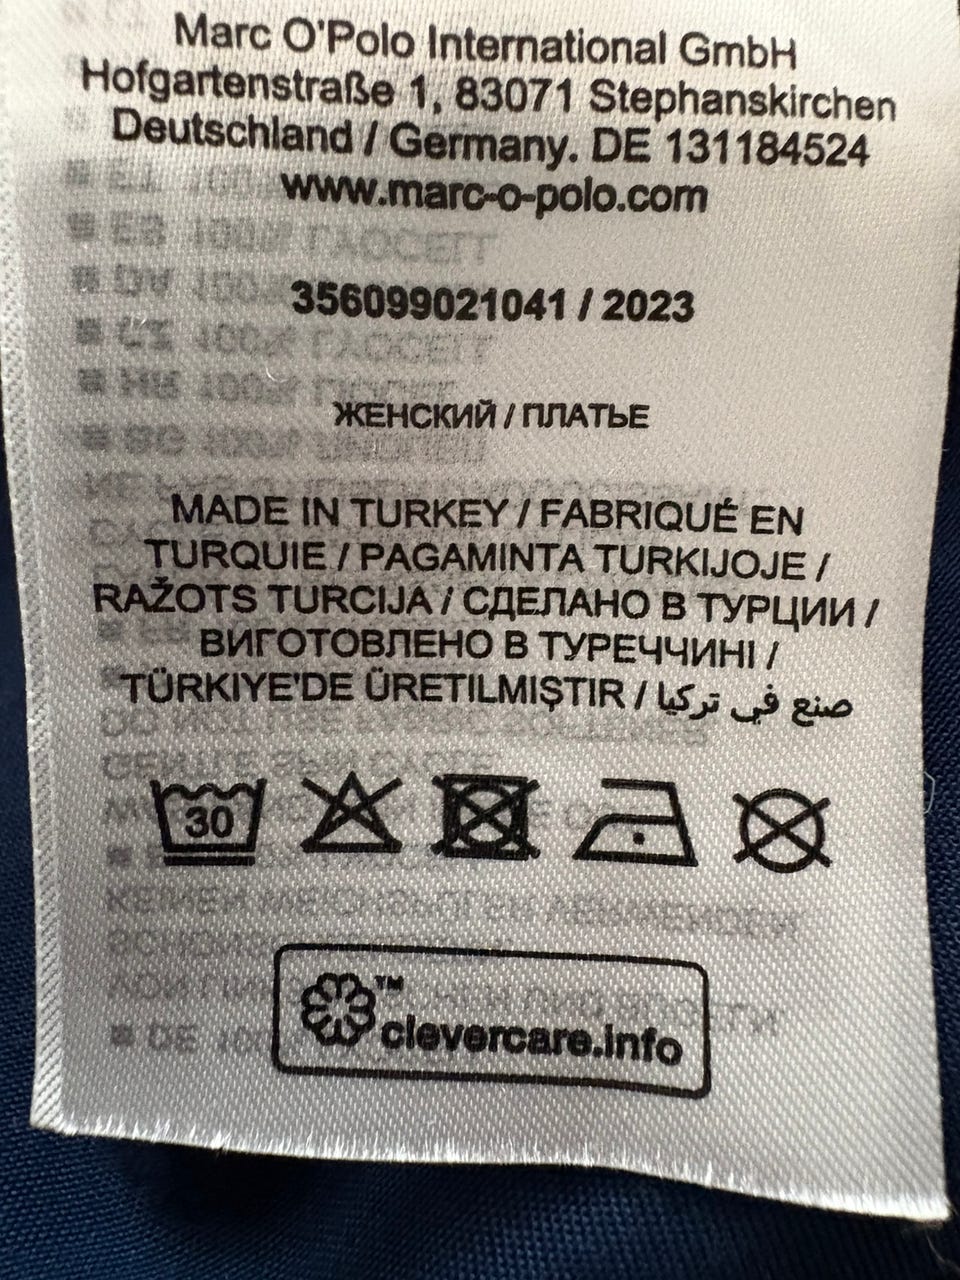 Marc O'Polo International GmbH
Hofgartenstraße 1, 83071 Stephanskirchen
Deutschland / Germany. DE 131184524
www.marc-o-polo.com
356099021041 / 2023
ЖЕНСКИЙ / ПЛАТЬЕ
MADE IN TURKEY / FABRIQUÉ EN
TURQUIE / PAGAMINTA TURKIJOJE /
RAŽOTS TURCIJA / СДЕЛАНО В ТУРЦИИ /
ВИГОТОВЛЕНО В ТУРЕЧЧИНІ /
TÜRKIYE'DE ÜRETILMIŞTIR / صنع في تركيا
30
™
clevercare.info